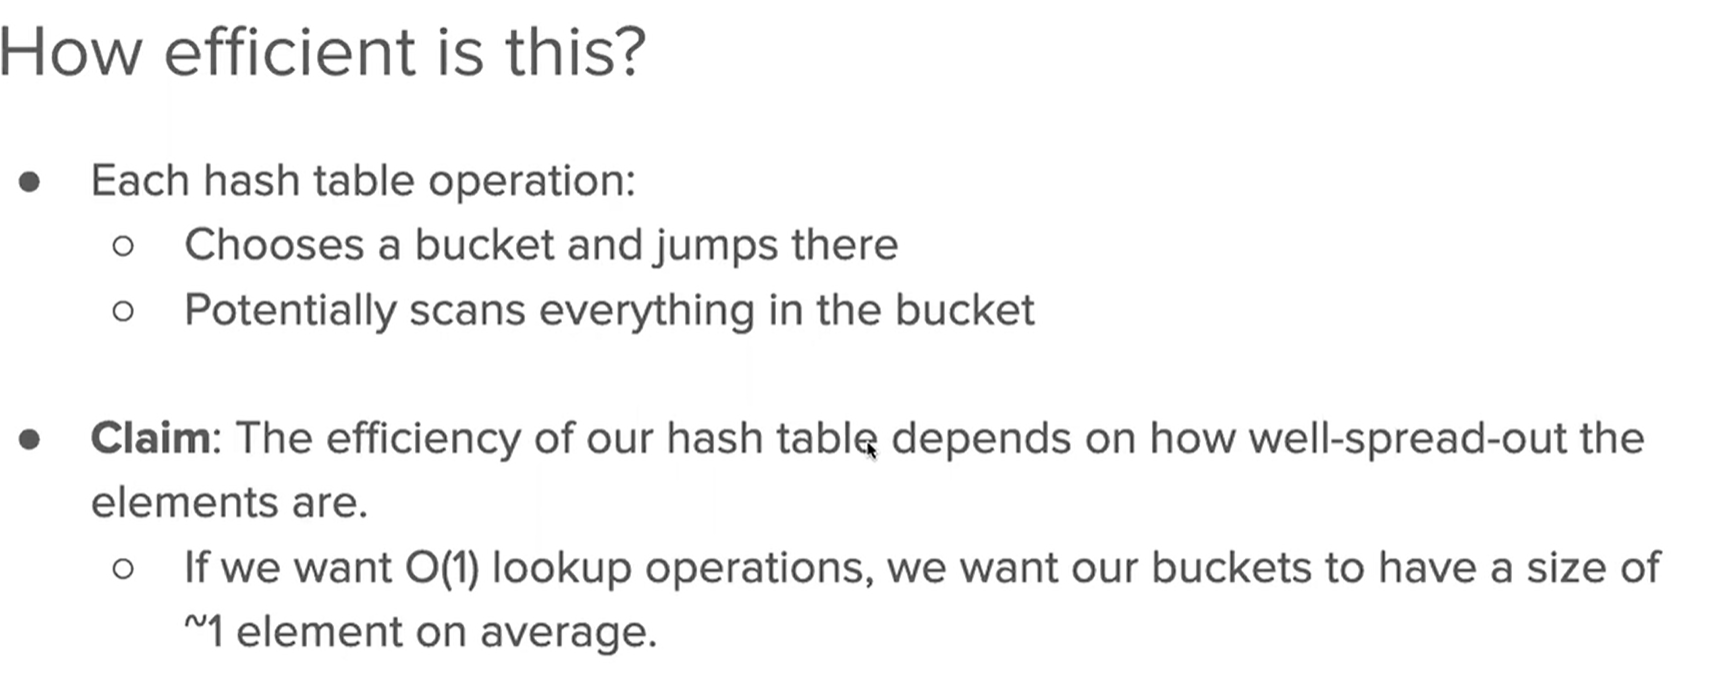 How efficient is this?
● Each hash table operation:
○ Chooses a bucket and jumps there
○ Potentially scans everything in the bucket
● Claim: The efficiency of our hash table depends on how well-spread-out the
elements are.
○ If we want O(1) lookup operations, we want our buckets to have a size of
~1 element on average.